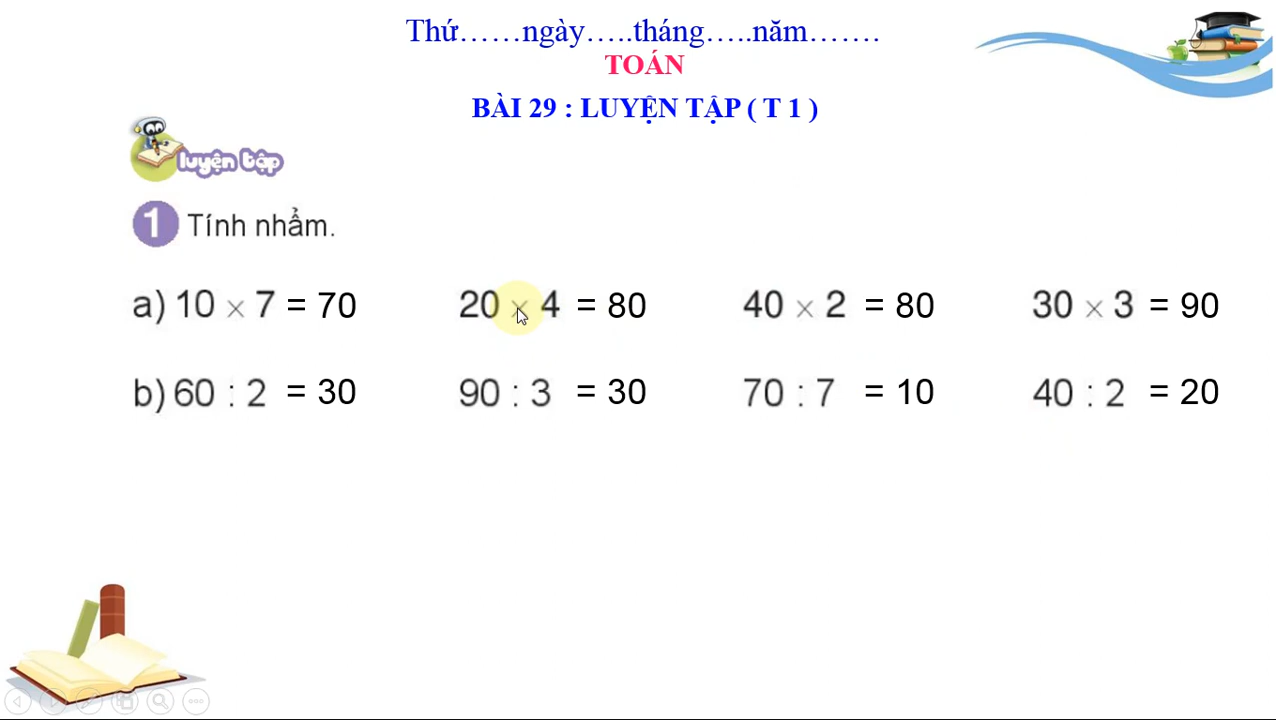 Thứ……ngày…..tháng…..năm…….
TOÁN
BÀI 29 : LUYỆN TẬP ( T 1 )
luyện tập
1 Tính nhẩm.
a) 10 × 7 = 70 20 × 4 = 80 40 × 2 = 80 30 × 3 = 90
b) 60 : 2 = 30 90 : 3 = 30 70 : 7 = 10 40 : 2 = 20